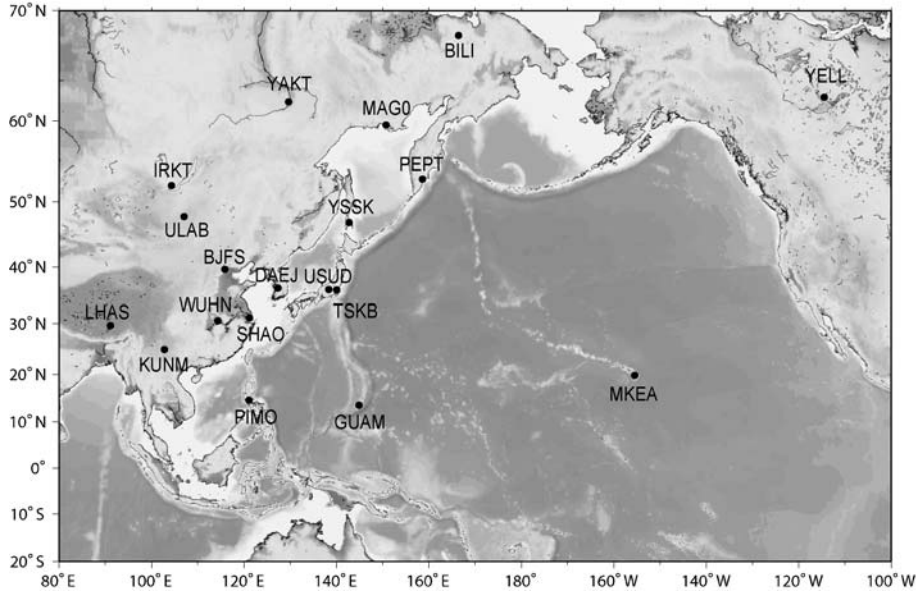 70° N
BILI
YELL
YAKT
MAG0
60° N
PEPT
IRKT
YSSK
50° N
ULAB
BJFS
40° N
DAEJ
USUD
WUHN
TSKB
LHAS
30° N
SHAO
KUNM
20° N
MKEA
PIMO
GUAM
10° N
0°
10° S
20° S
80° E
100° E
120° E
140° E
160° E
180° E
160° W
140° W
120° W
100° W